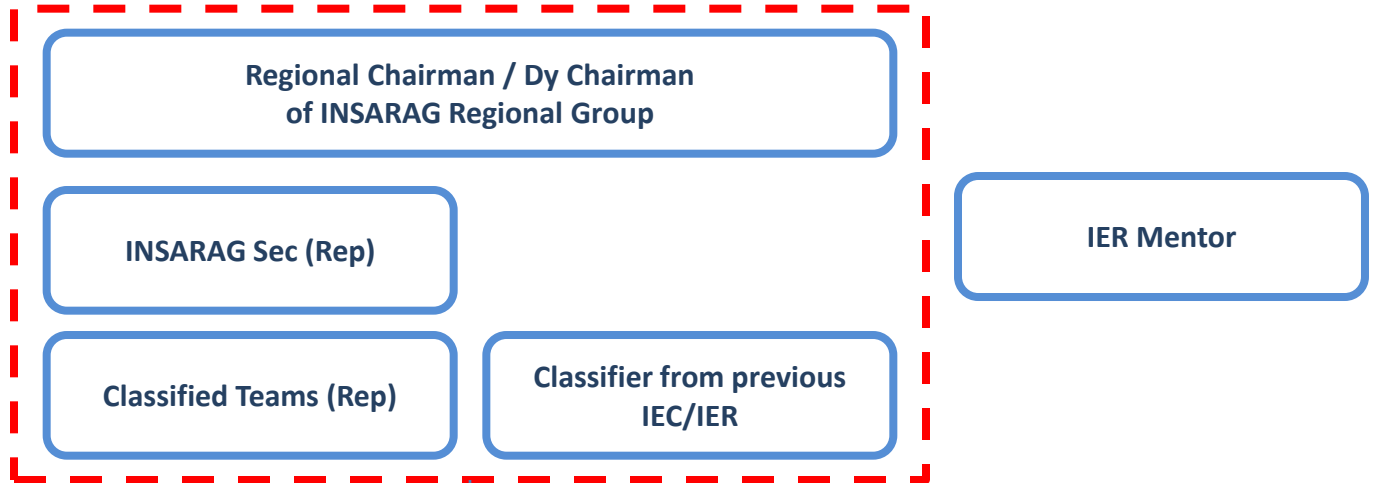 Regional Chairman / Dy Chairman
of INSARAG Regional Group
INSARAG Sec (Rep)
IER Mentor
Classified Teams (Rep)
Classifier from previous
IEC/IER